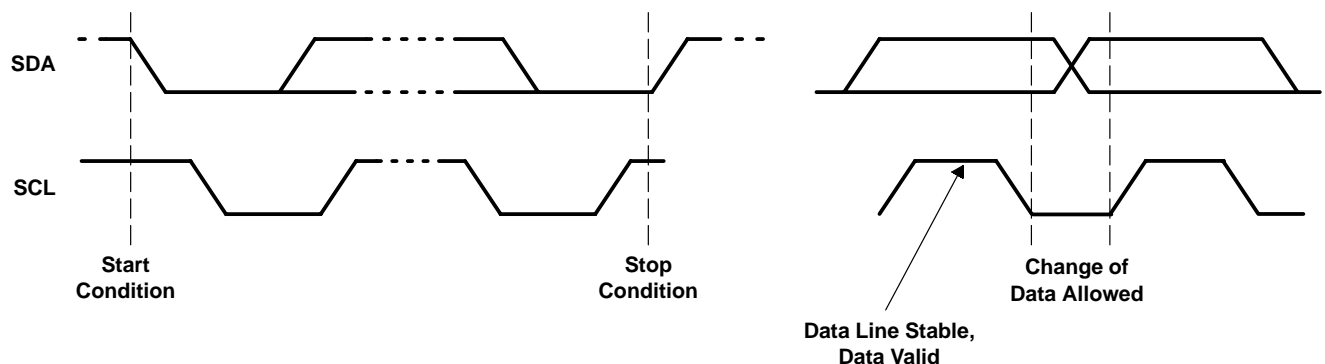 SDA
SCL
Start
Condition
Stop
Condition
Change of
Data Allowed
Data Line Stable,
Data Valid